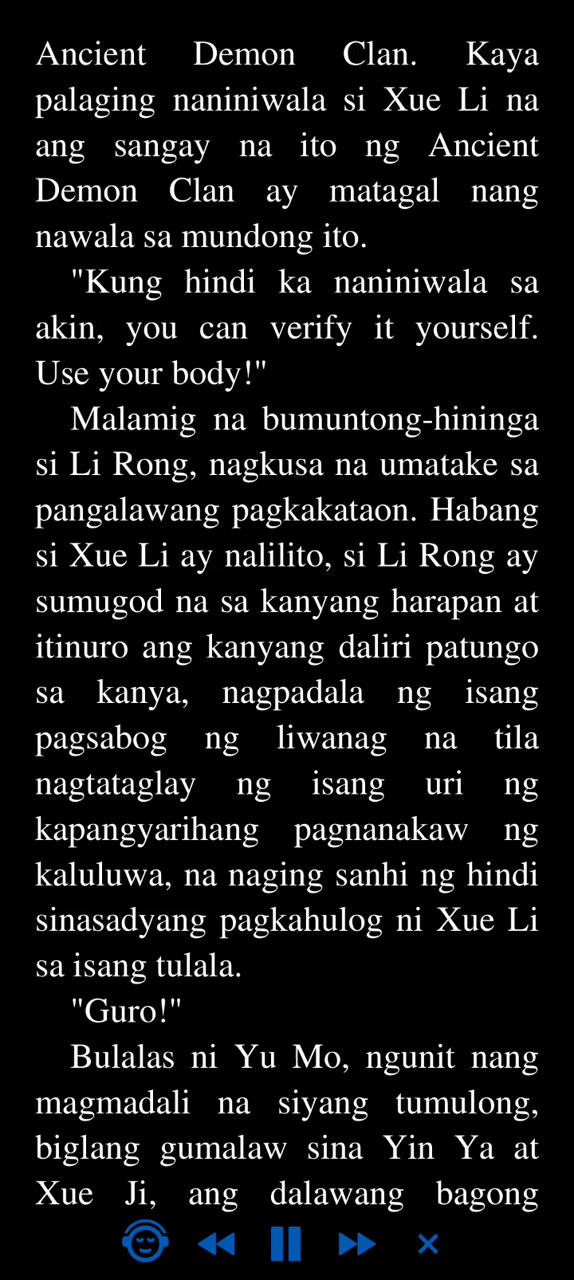 Ancient Demon Clan. Kaya
palaging naniniwala si Xue Li na
ang sangay na ito ng Ancient
Demon Clan ay matagal nang
nawala sa mundong ito.
"Kung hindi ka naniniwala sa
akin, you can verify it yourself.
Use your body!"
Malamig na bumuntong-hininga
si Li Rong, nagkusa na umatake sa
pangalawang pagkakataon. Habang
si Xue Li ay nalilito, si Li Rong ay
sumugod na sa kanyang harapan at
itinuro ang kanyang daliri patungo
sa kanya, nagpadala ng isang
pagsabog ng liwanag na tila
nagtataglay ng isang uri ng
kapangyarihang pagnanakaw ng
kaluluwa, na naging sanhi ng hindi
sinasadyang pagkahulog ni Xue Li
sa isang tulala.
"Guro!"
Bulalas ni Yu Mo, ngunit nang
magmadali na siyang tumulong,
biglang gumalaw sina Yin Ya at
Xue Ji, ang dalawang bagong